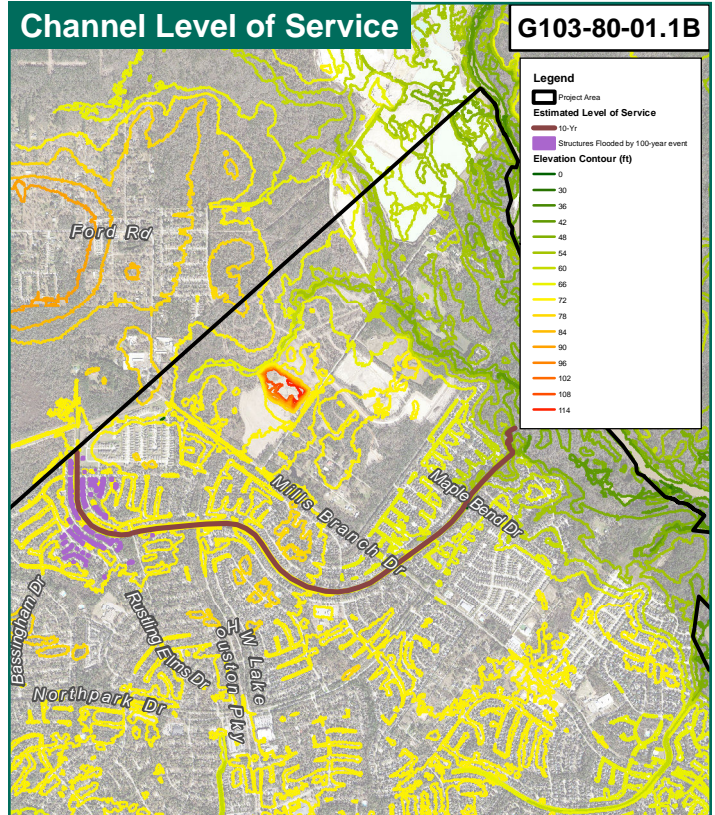 Channel Level of Service
G103-80-01.1B
Legend
Project Area
Estimated Level of Service
10-Yr
Structures Flooded by 100-year event
Elevation Contour (ft)
0
30
36
42
48
54
60
66
72
78
84
90
96
102
108
114
Ford Rd
Mills Branch Dr
Maple Bend Dr
Bassingham Dr
Rustling Elms Dr
W Lake
Houston Pky
Northpark Dr